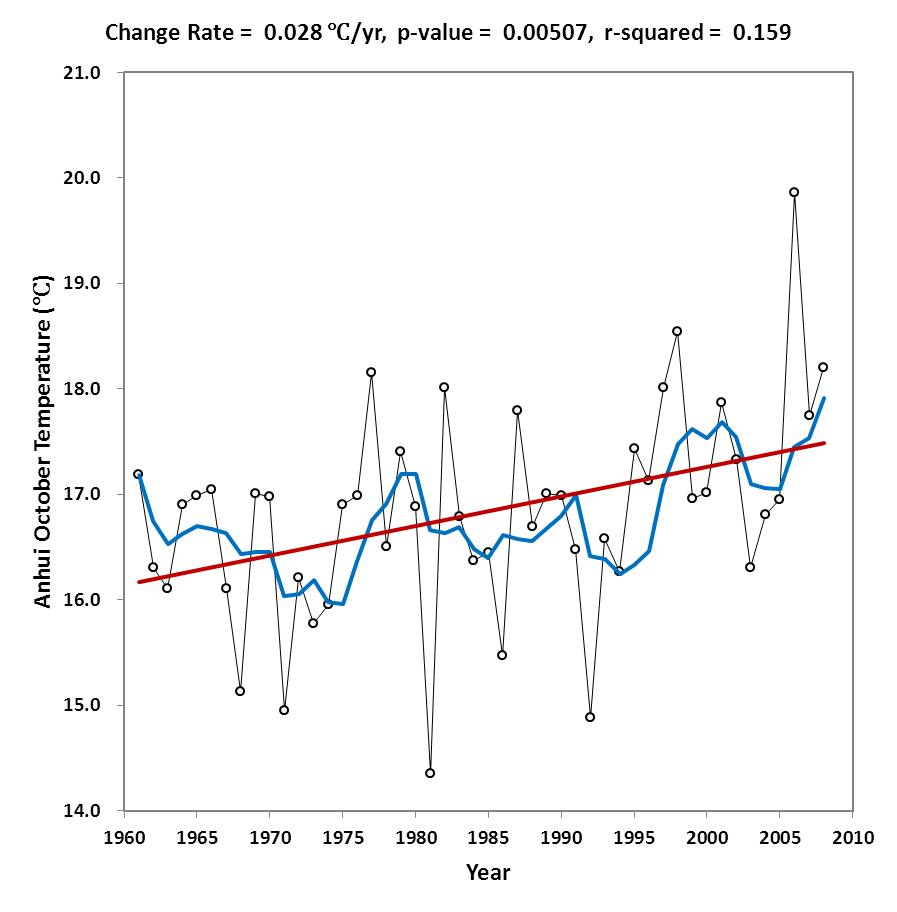 Change Rate = 0.028 ℃/yr, p-value = 0.00507, r-squared = 0.159
21.0
20.0
19.0
18.0
17.0
16.0
15.0
14.0
Anhui October Temperature (℃)
1960 1965 1970 1975 1980 1985 1990 1995 2000 2005 2010
Year